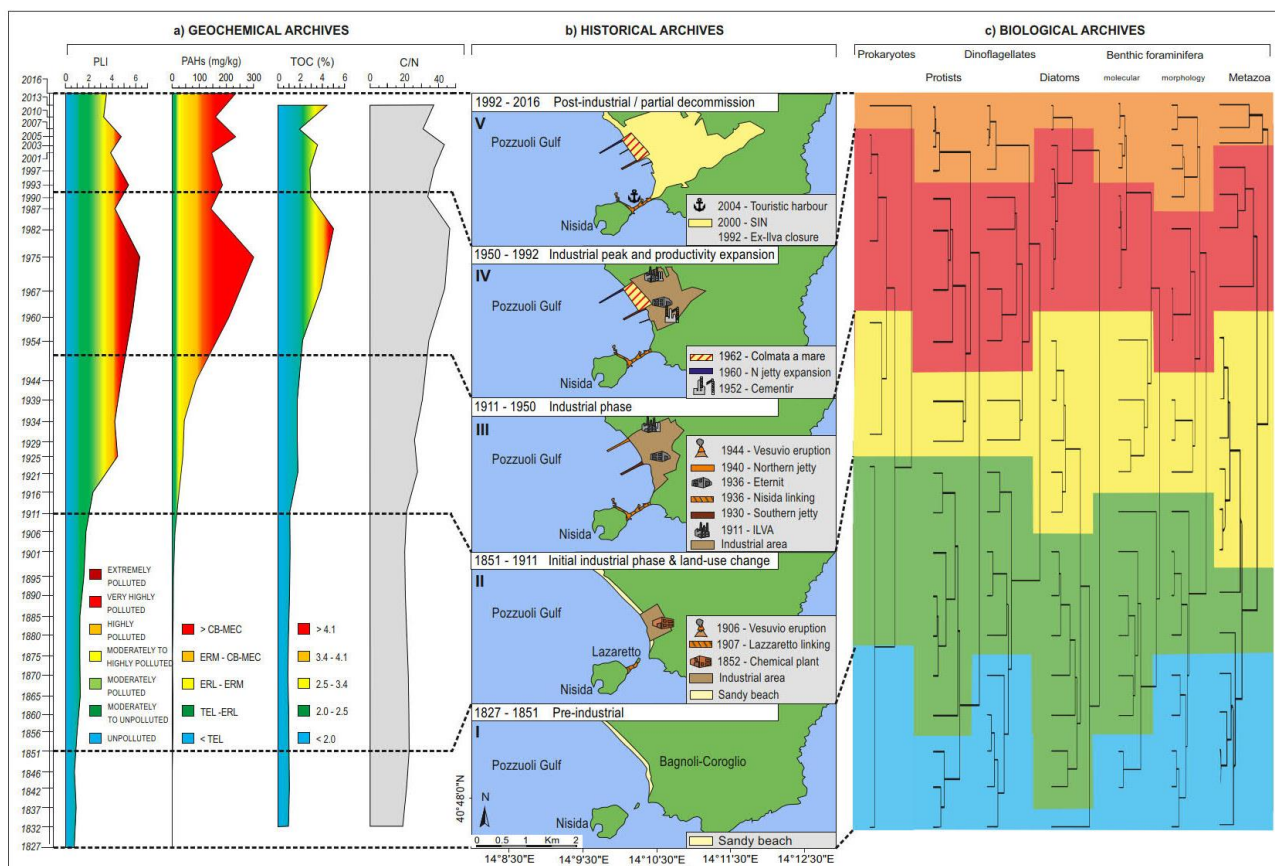 a) GEOCHEMICAL ARCHIVES
PLI
PAHs (mg/kg)
TOC (%)
C/N
0 2 4 6
0 100 200 300
0 2 4 6
0 20 40
2016
2013
2010
2007
2005
2003
2001
1997
1993
1990
1987
1982
1975
1967
1960
1954
1944
1939
1934
1929
1925
1921
1916
1911
1906
1901
1895
1890
1885
1880
1875
1870
1865
1860
1856
1851
1846
1842
1837
1832
1827
EXTREMELY
POLLUTED
VERY HIGHLY
POLLUTED
HIGHLY
POLLUTED
MODERATELY TO
HIGHLY POLLUTED
MODERATELY
POLLUTED
MODERATELY
TO UNPOLLUTED
UNPOLLUTED
> CB-MEC
ERM - CB-MEC
ERL - ERM
TEL -ERL
< TEL
> 4.1
3.4 - 4.1
2.5 - 3.4
2.0 - 2.5
< 2.0
b) HISTORICAL ARCHIVES
1992 - 2016 Post-industrial / partial decommission
V
Pozzuoli Gulf
Nisida
2004 - Touristic harbour
2000 - SIN
1992 - Ex-Ilva closure
1950 - 1992 Industrial peak and productivity expansion
IV
Pozzuoli Gulf
Nisida
1962 - Colmata a mare
1960 - N jetty expansion
1952 - Cementir
1911 - 1950 Industrial phase
III
Pozzuoli Gulf
Nisida
1944 - Vesuvio eruption
1940 - Northern jetty
1936 - Eternit
1936 - Nisida linking
1930 - Southern jetty
1911 - ILVA
Industrial area
1851 - 1911 Initial industrial phase & land-use change
II
Pozzuoli Gulf
Lazaretto
Nisida
1906 - Vesuvio eruption
1907 - Lazzaretto linking
1852 - Chemical plant
Industrial area
Sandy beach
1827 - 1851 Pre-industrial
I
Pozzuoli Gulf
Bagnoli-Coroglio
40°48'0"N
N
Nisida
0 0.5 1 Km 2
Sandy beach
14°8'30"E 14°9'30"E 14°10'30"E 14°11'30"E 14°12'30"E
c) BIOLOGICAL ARCHIVES
Prokaryotes
Protists
Dinoflagellates
Diatoms
Benthic foraminifera
molecular
morphology
Metazoa